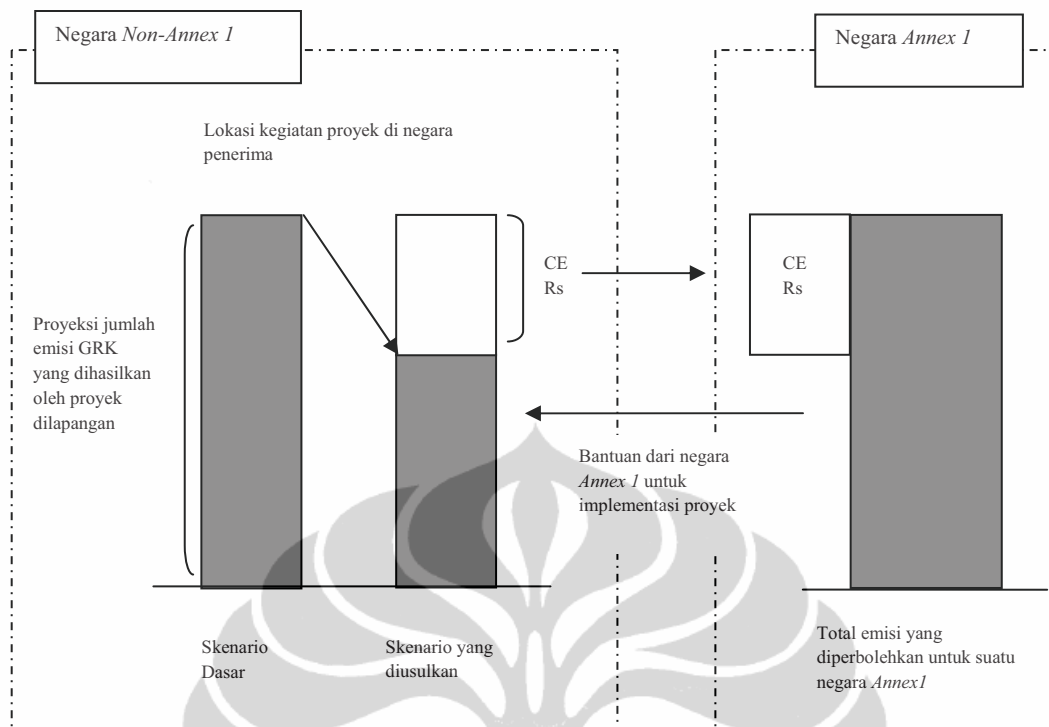 Negara Non-Annex 1
Negara Annex 1
Lokasi kegiatan proyek di negara
penerima
Proyeksi jumlah
emisi GRK
yang dihasilkan
oleh proyek
dilapangan
CE
Rs
CE
Rs
Bantuan dari negara
Annex 1 untuk
implementasi proyek
Skenario
Dasar
Skenario yang
diusulkan
Total emisi yang
diperbolehkan untuk suatu
negara Annex1